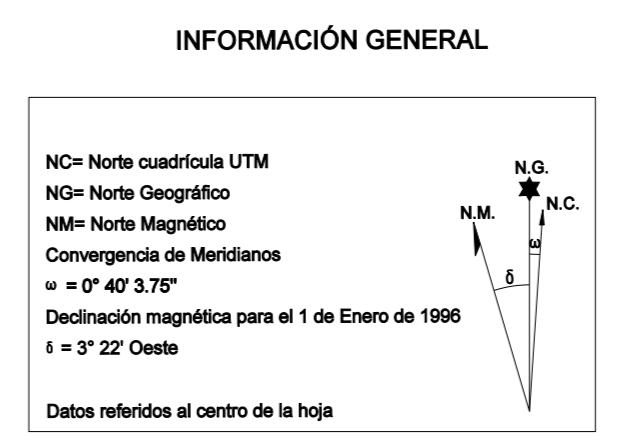 INFORMACIÓN GENERAL
NC= Norte cuadrícula UTM
NG= Norte Geográfico
NM= Norte Magnético
Convergencia de Meridianos
ω = 0° 40' 3.75"
Declinación magnética para el 1 de Enero de 1996
δ = 3° 22' Oeste
Datos referidos al centro de la hoja
N.G.
N.M.
N.C.
ω
δ